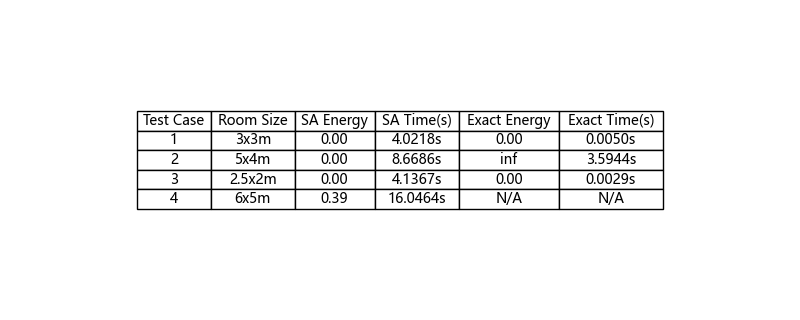 Test Case Room Size SA Energy SA Time(s) Exact Energy Exact Time(s)
1 3x3m 0.00 4.0218s 0.00 0.0050s
2 5x4m 0.00 8.6686s inf 3.5944s
3 2.5x2m 0.00 4.1367s 0.00 0.0029s
4 6x5m 0.39 16.0464s N/A N/A